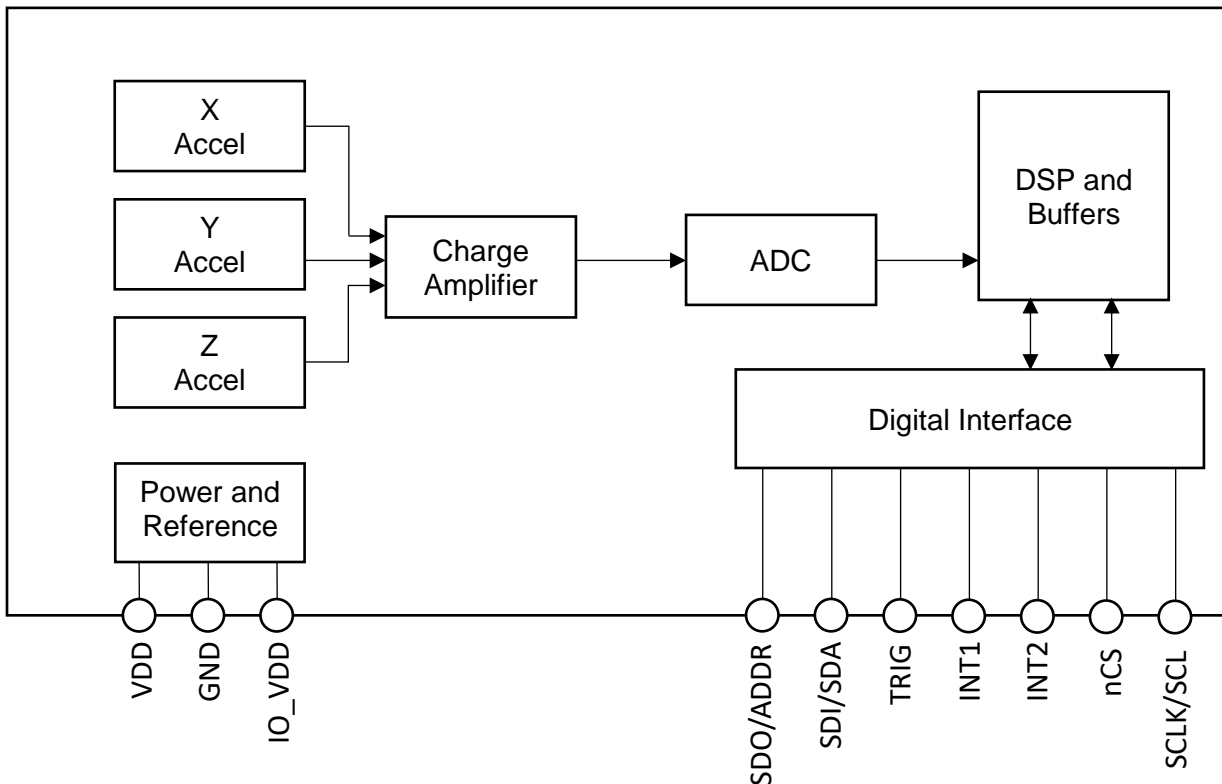 X
Accel
Y
Accel
Z
Accel
Charge
Amplifier
ADC
DSP and
Buffers
Digital Interface
Power and
Reference
VDD
GND
IO_VDD
SDO/ADDR
SDI/SDA
TRIG
INT1
INT2
nCS
SCLK/SCL